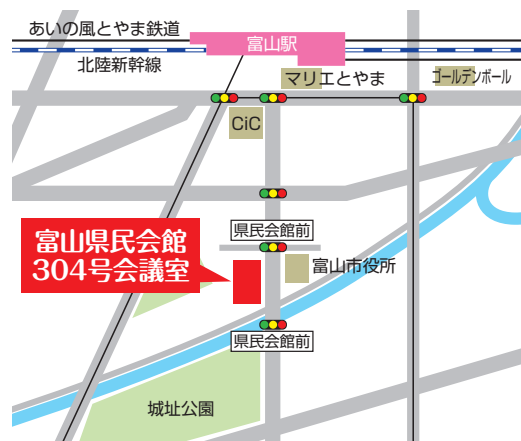 あいの風とやま鉄道
富山駅
北陸新幹線
マリエとやま
ゴールデンボール
CiC
県民会館前
富山県民会館
304号会議室
富山市役所
県民会館前
城址公園